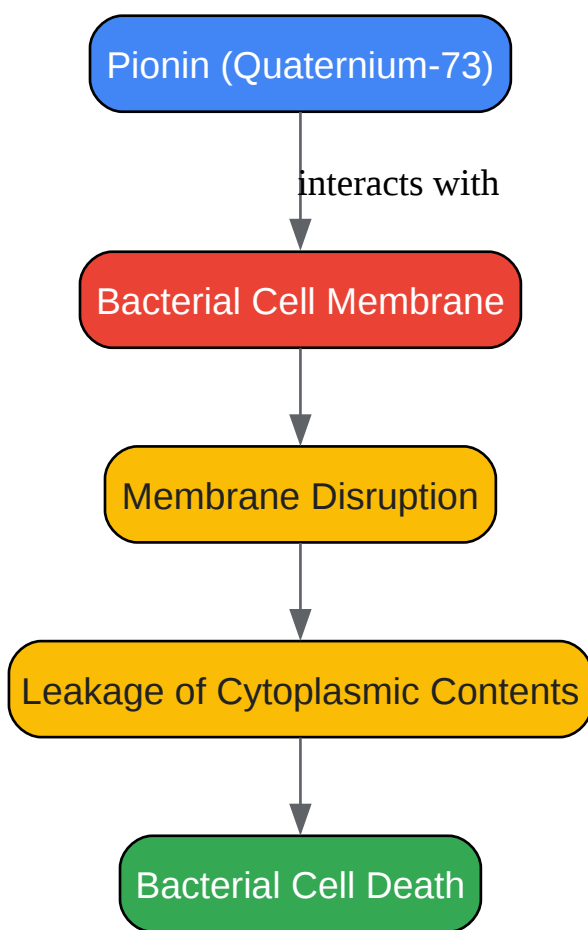 Pionin (Quaternium-73)
interacts with
Bacterial Cell Membrane
Membrane Disruption
Leakage of Cytoplasmic Contents
Bacterial Cell Death